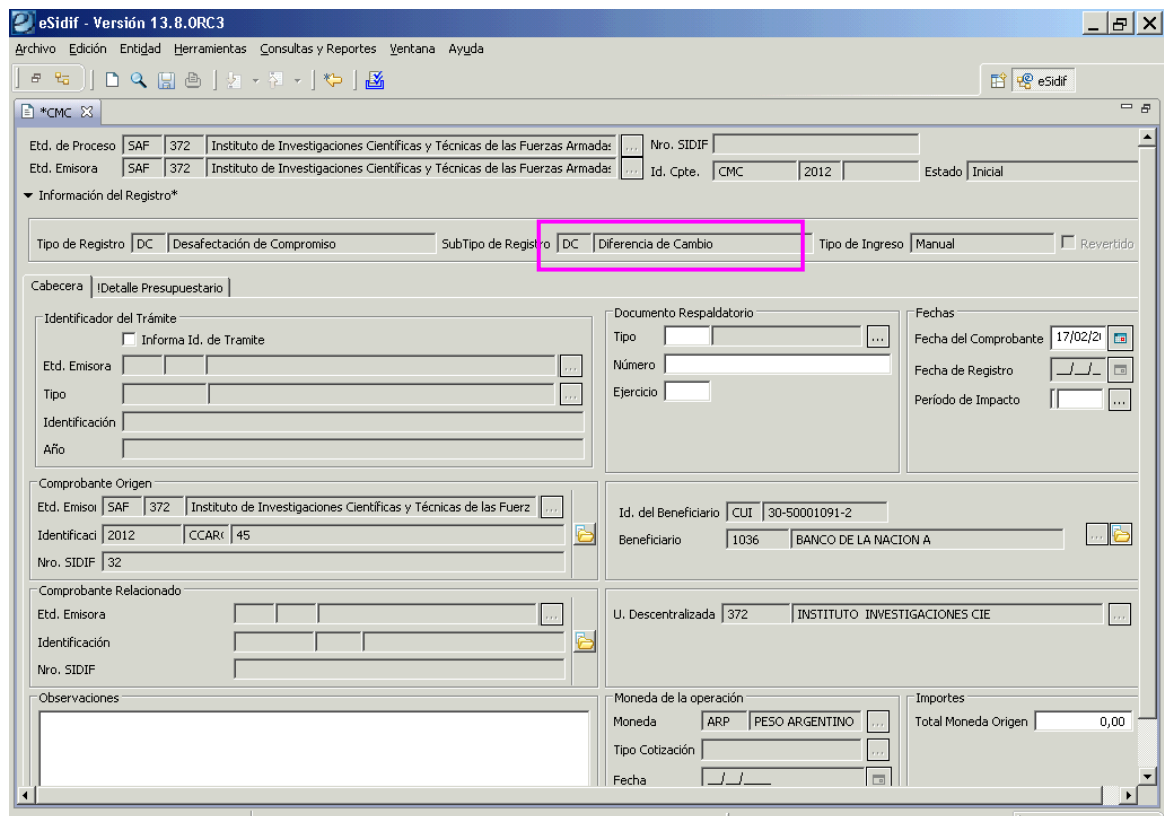 eSidif - Versión 13.8.0RC3
Archivo Edición Entidad Herramientas Consultas y Reportes Ventana Ayuda
eSidif
*CMC
Etd. de Proceso SAF 372 Instituto de Investigaciones Científicas y Técnicas de las Fuerzas Armadas ... Nro. SIDIF
Etd. Emisora SAF 372 Instituto de Investigaciones Científicas y Técnicas de las Fuerzas Armadas ... Id. Cpte. CMC 2012 Estado Inicial
Información del Registro*
Tipo de Registro DC Desafectación de Compromiso SubTipo de Registro DC Diferencia de Cambio Tipo de Ingreso Manual Revertido
Cabecera !Detalle Presupuestario
Identificador del Trámite
Informa Id. de Tramite
Etd. Emisora ...
Tipo ...
Identificación
Año
Documento Respaldatorio
Tipo ...
Número
Ejercicio
Fechas
Fecha del Comprobante 17/02/2
Fecha de Registro __/__/_
Período de Impacto ...
Comprobante Origen
Etd. Emisor SAF 372 Instituto de Investigaciones Científicas y Técnicas de las Fuerz ...
Identificaci 2012 CCAR 45
Nro. SIDIF 32
Id. del Beneficiario CUI 30-50001091-2
Beneficiario 1036 BANCO DE LA NACION A ...
Comprobante Relacionado
Etd. Emisora ...
Identificación
Nro. SIDIF
U. Descentralizada 372 INSTITUTO INVESTIGACIONES CIE ...
Observaciones
Moneda de la operación
Moneda ARP PESO ARGENTINO ...
Tipo Cotización ...
Fecha __/__/____
Importes
Total Moneda Origen 0,00